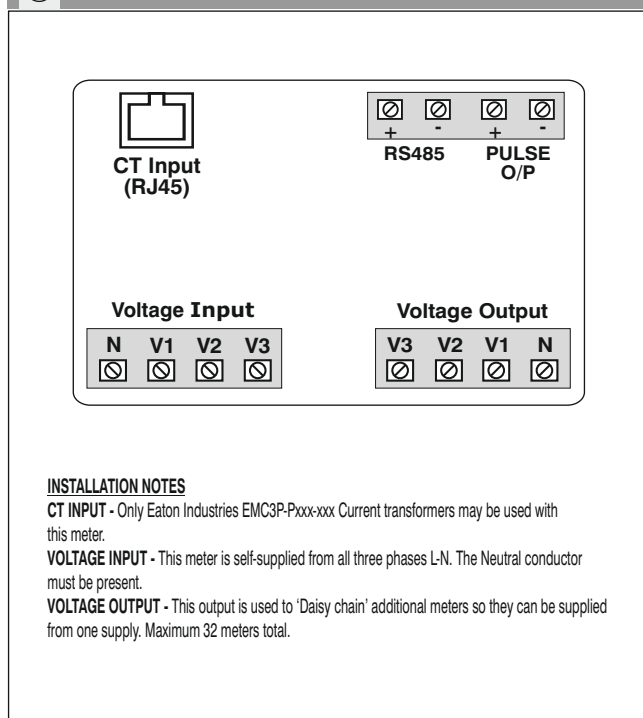 CT Input
(RJ45)
+ - + -
RS485 PULSE
O/P
Voltage Input
N V1 V2 V3
Voltage Output
V3 V2 V1 N
INSTALLATION NOTES
CT INPUT - Only Eaton Industries EMC3P-Pxxx-xxx Current transformers may be used with
this meter.
VOLTAGE INPUT - This meter is self-supplied from all three phases L-N. The Neutral conductor
must be present.
VOLTAGE OUTPUT - This output is used to ‘Daisy chain’ additional meters so they can be supplied
from one supply. Maximum 32 meters total.